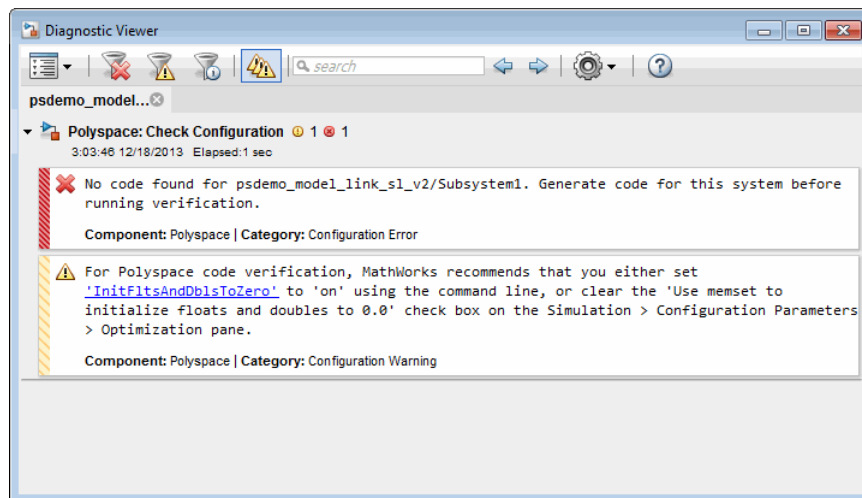 Diagnostic Viewer
search
psdemo_model...
Polyspace: Check Configuration 1 1
3:03:46 12/18/2013 Elapsed:1 sec
No code found for psdemo_model_link_sl_v2/Subsystem1. Generate code for this system before
running verification.
Component: Polyspace | Category: Configuration Error
For Polyspace code verification, MathWorks recommends that you either set
'InitFltsAndDblsToZero' to 'on' using the command line, or clear the 'Use memset to
initialize floats and doubles to 0.0' check box on the Simulation > Configuration Parameters
> Optimization pane.
Component: Polyspace | Category: Configuration Warning